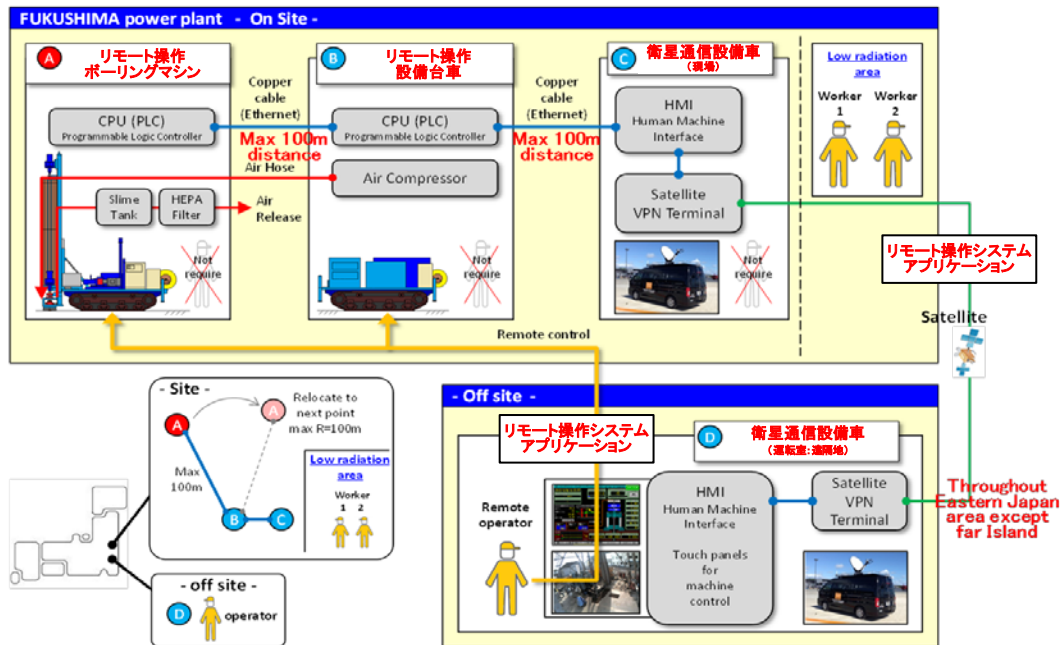 FUKUSHIMA power plant - On Site -
A
リモート操作
ボーリングマシン
B
リモート操作
設備台車
C
衛星通信設備車
(現場)
Low radiation
area
Worker
1
Worker
2
Copper
cable
(Ethernet)
Copper
cable
(Ethernet)
CPU (PLC)
Programmable Logic Controller
CPU (PLC)
Programmable Logic Controller
HMI
Human Machine
Interface
Max 100m
distance
Max 100m
distance
Air Hose
Air Compressor
Satellite
VPN Terminal
Slime
Tank
HEPA
Filter
Air
Release
Not
require
Not
require
Not
require
リモート操作システム
アプリケーション
Satellite
Remote control
- Site -
A
A
Relocate to
next point
max R=100m
Max
100m
Low radiation
area
Worker
1 2
B
C
- off site -
D
operator
- Off site -
リモート操作システム
アプリケーション
D
衛星通信設備車
(運転室:遠隔地)
Remote
operator
HMI
Human Machine
Interface
Touch panels
for
machine
control
Satellite
VPN
Terminal
Throughout
Eastern Japan
area except
far Island